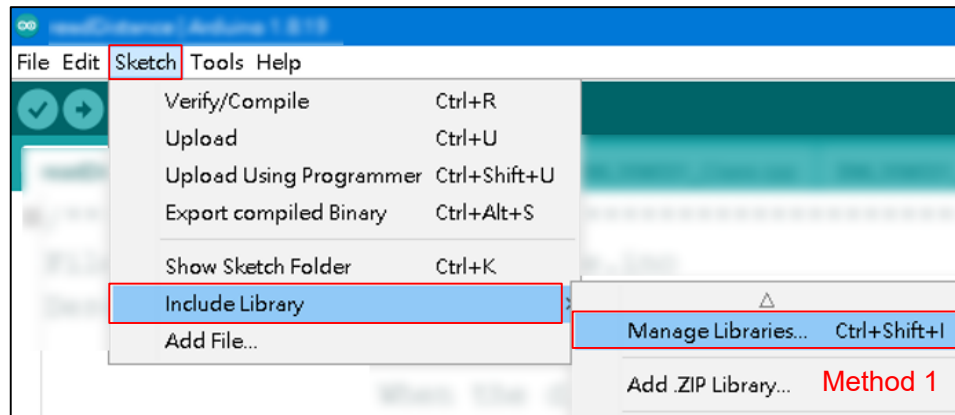 File Edit Sketch Tools Help
Verify/Compile Ctrl+R
Upload Ctrl+U
Upload Using Programmer Ctrl+Shift+U
Export compiled Binary Ctrl+Alt+S
Show Sketch Folder Ctrl+K
Include Library
Manage Libraries... Ctrl+Shift+I
Add File...
Add .ZIP Library... Method 1